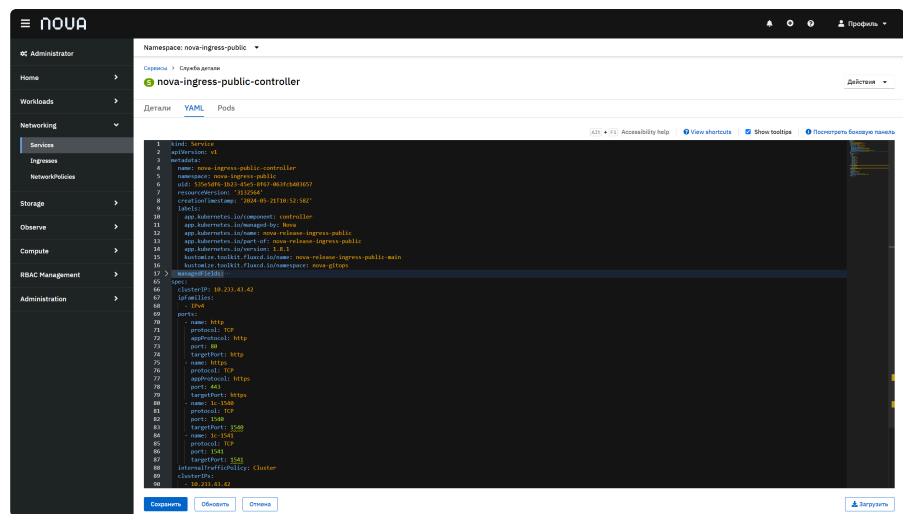 NOVA
Профиль
Administrator
Home
Workloads
Networking
Services
Ingresses
NetworkPolicies
Storage
Observe
Compute
RBAC Management
Administration
Namespace: nova-ingress-public
Сервисы > Служба детали
S nova-ingress-public-controller
Действия
Детали YAML Pods
Alt + F1 Accessibility help View shortcuts Show tooltips Посмотреть боковую панель
1 kind: Service
2 apiVersion: v1
3 metadata:
4 name: nova-ingress-public-controller
5 namespace: nova-ingress-public
6 uid: 535e5df6-1b23-45e5-8f67-063fcb403657
7 resourceVersion: '3132564'
8 creationTimestamp: '2024-05-21T10:52:58Z'
9 labels:
10 app.kubernetes.io/component: controller
11 app.kubernetes.io/managed-by: Nova
12 app.kubernetes.io/name: nova-release-ingress-public
13 app.kubernetes.io/part-of: nova-release-ingress-public
14 app.kubernetes.io/version: 1.8.1
15 kustomize.toolkit.fluxcd.io/name: nova-release-ingress-public-main
16 kustomize.toolkit.fluxcd.io/namespace: nova-gitops
17 > managedFields: ...
65 spec:
66 clusterIP: 10.233.43.42
67 ipFamilies:
68 - IPv4
69 ports:
70 - name: http
71 protocol: TCP
72 appProtocol: http
73 port: 80
74 targetPort: http
75 - name: https
76 protocol: TCP
77 appProtocol: https
78 port: 443
79 targetPort: https
80 - name: 1c-1540
81 protocol: TCP
82 port: 1540
83 targetPort: 1540
84 - name: 1c-1541
85 protocol: TCP
86 port: 1541
87 targetPort: 1541
88 internalTrafficPolicy: Cluster
89 clusterIPs:
90 - 10.233.43.42
Сохранить Обновить Отмена Загрузить